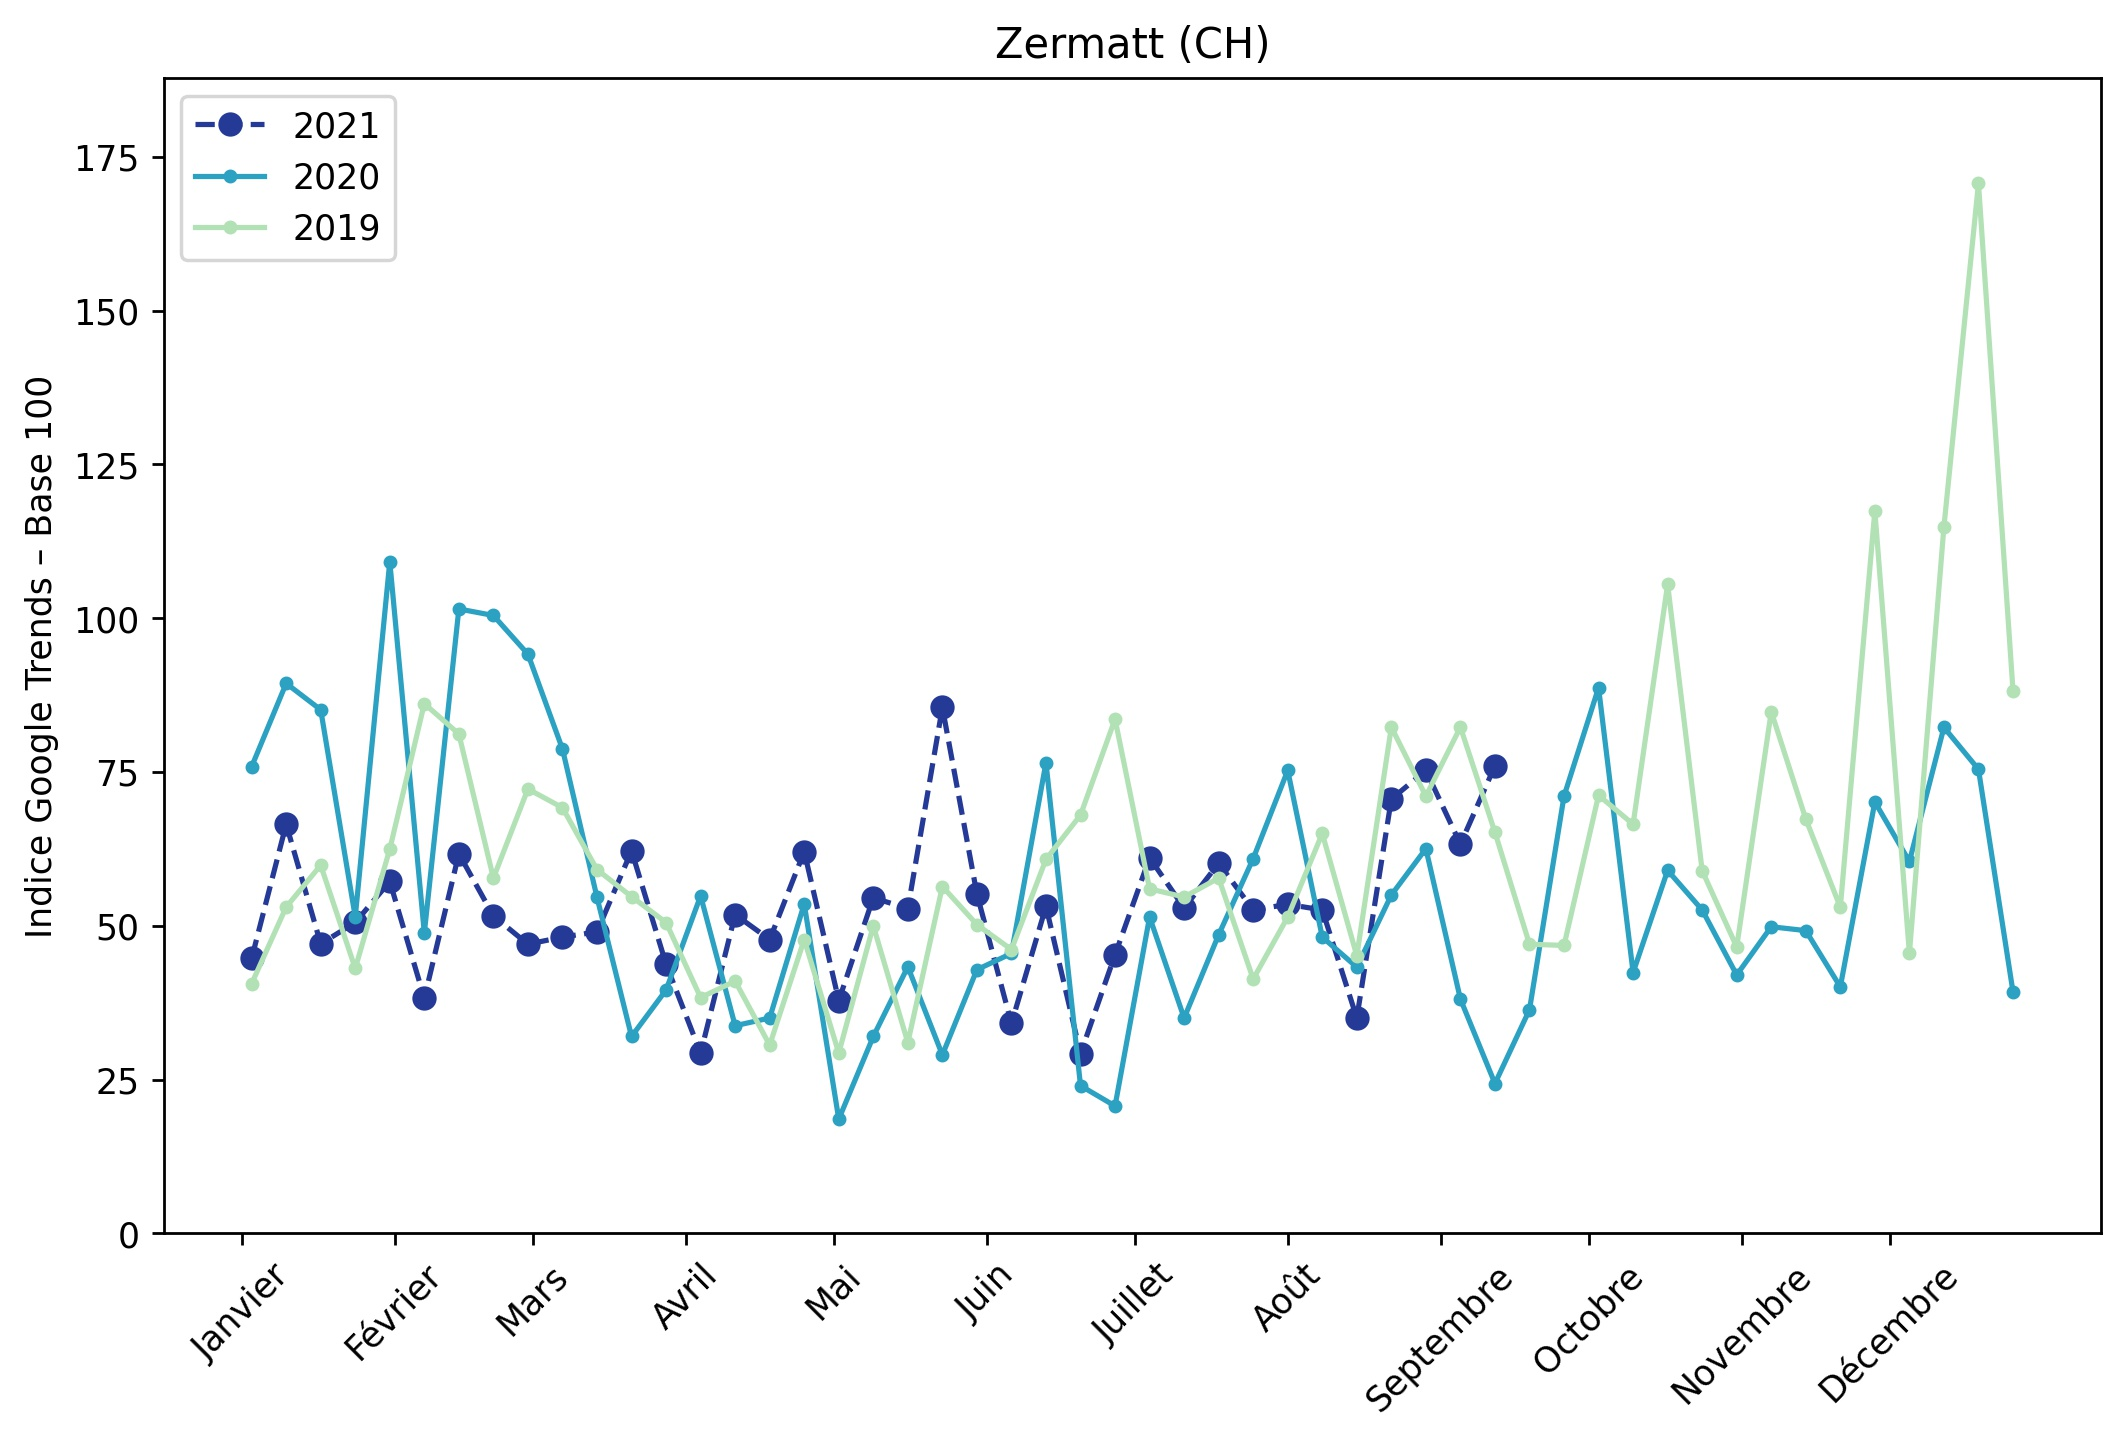 Zermatt (CH)
2021
2020
2019
Indice Google Trends – Base 100
175
150
125
100
75
50
25
0
Janvier
Février
Mars
Avril
Mai
Juin
Juillet
Août
Septembre
Octobre
Novembre
Décembre